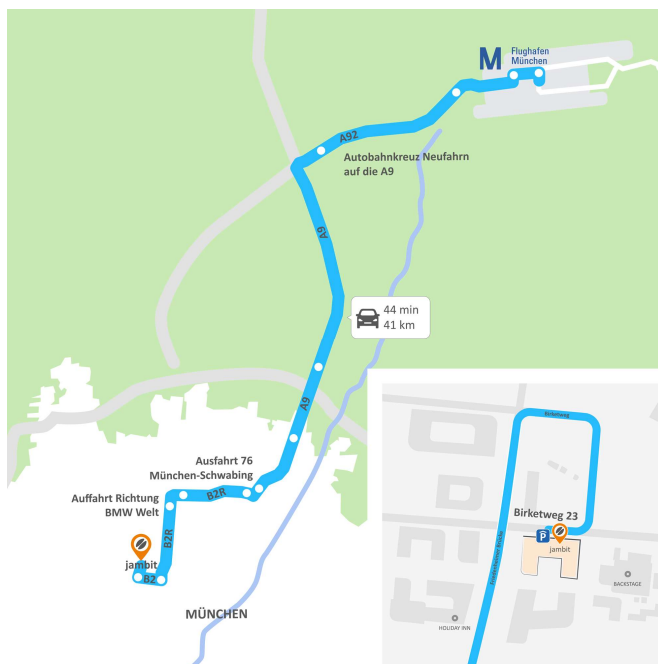 M
Flughafen
München
A92
Autobahnkreuz Neufahrn
auf die A9
A9
44 min
41 km
A9
Ausfahrt 76
München-Schwabing
B2R
Auffahrt Richtung
BMW Welt
B2R
jambit
B2
MÜNCHEN
Birketweg
Birketweg 23
P
jambit
BACKSTAGE
HOLIDAY INN